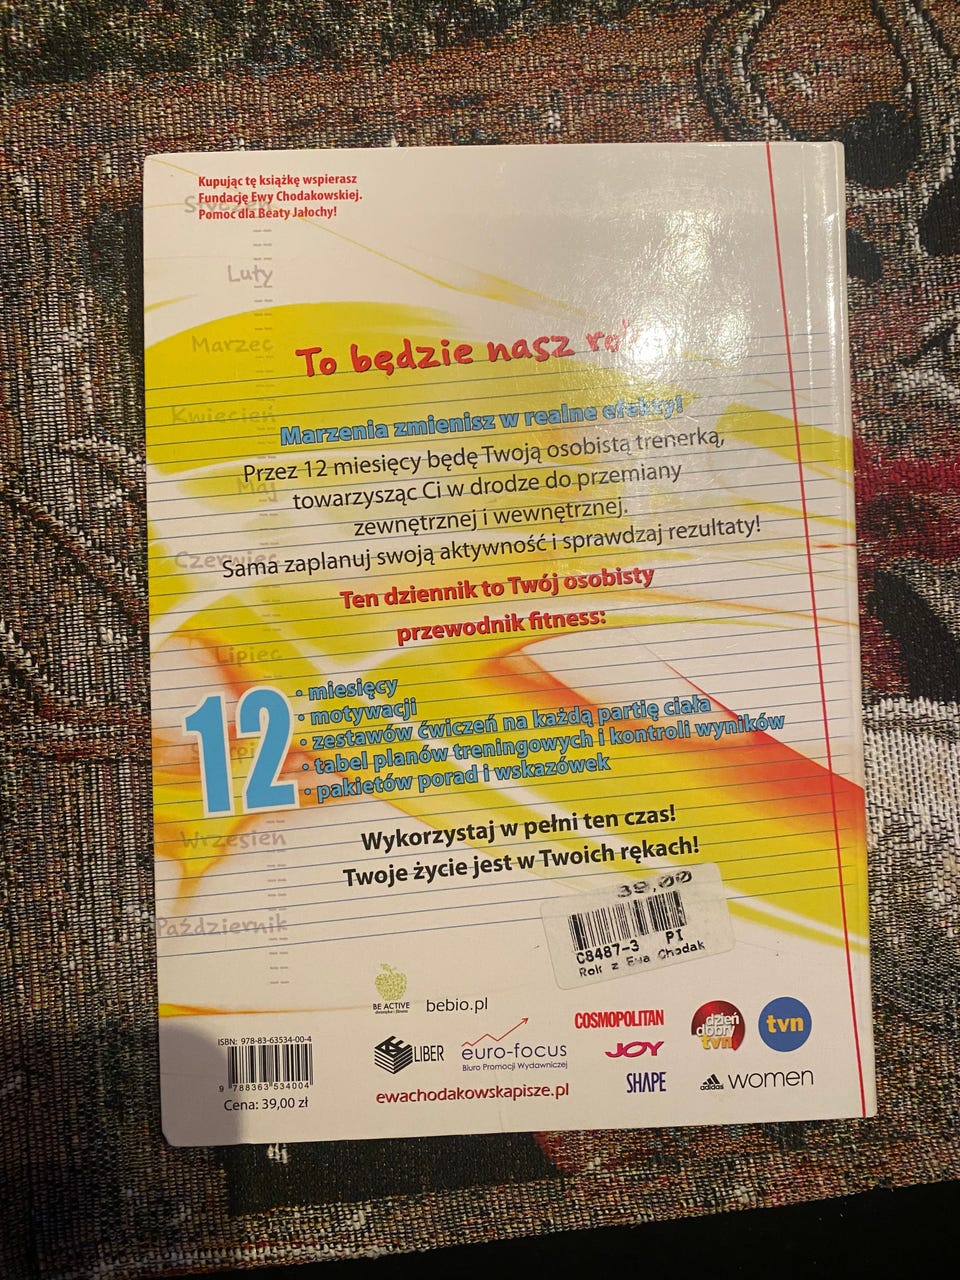 Kupując tę książkę wspierasz
Fundację Ewy Chodakowskiej.
Pomoc dla Beaty Jałochy!
Styczeń
Luty
Marzec
Kwiecień
Maj
Czerwiec
Lipiec
Wrzesień
Październik
To będzie nasz
Marzenia zmienisz w realne efekty!
Przez 12 miesięcy będę Twoją osobistą trenerką,
towarzysząc Ci w drodze do przemiany
zewnętrznej i wewnętrznej.
Sama zaplanuj swoją aktywność i sprawdzaj rezultaty!
Ten dziennik to Twój osobisty
przewodnik fitness:
12
• miesięcy
• motywacji
• zestawów ćwiczeń na każdą partię ciała
• tabel planów treningowych i kontroli wyników
• pakietów porad i wskazówek
Wykorzystaj w pełni ten czas!
Twoje życie jest w Twoich rękach!
39,00
C8487-3 PI
Rok z Ewa Chodak
BE ACTIVE
bebio.pl
LIBER
euro-focus
Biuro Promocji Wydawniczej
ewachodakowskapisze.pl
COSMOPOLITAN
JOY
SHAPE
dzień
dobry
tvn
tvn
adidas women
ISBN: 978-83-63534-00-4
9 788363 534004
Cena: 39,00 zł